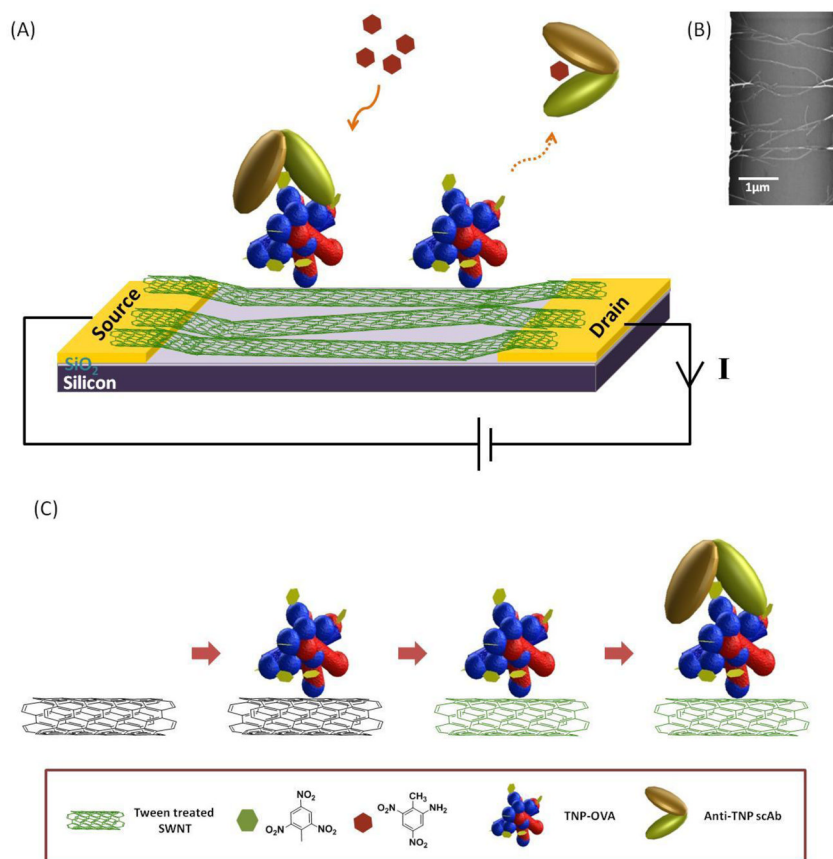 (A)
(B)
1μm
Source
Drain
SiO2
Silicon
I
(C)
Tween treated
SWNT
NO2
O2N
NO2
CH3
O2N
NH2
NO2
TNP-OVA
Anti-TNP scAb